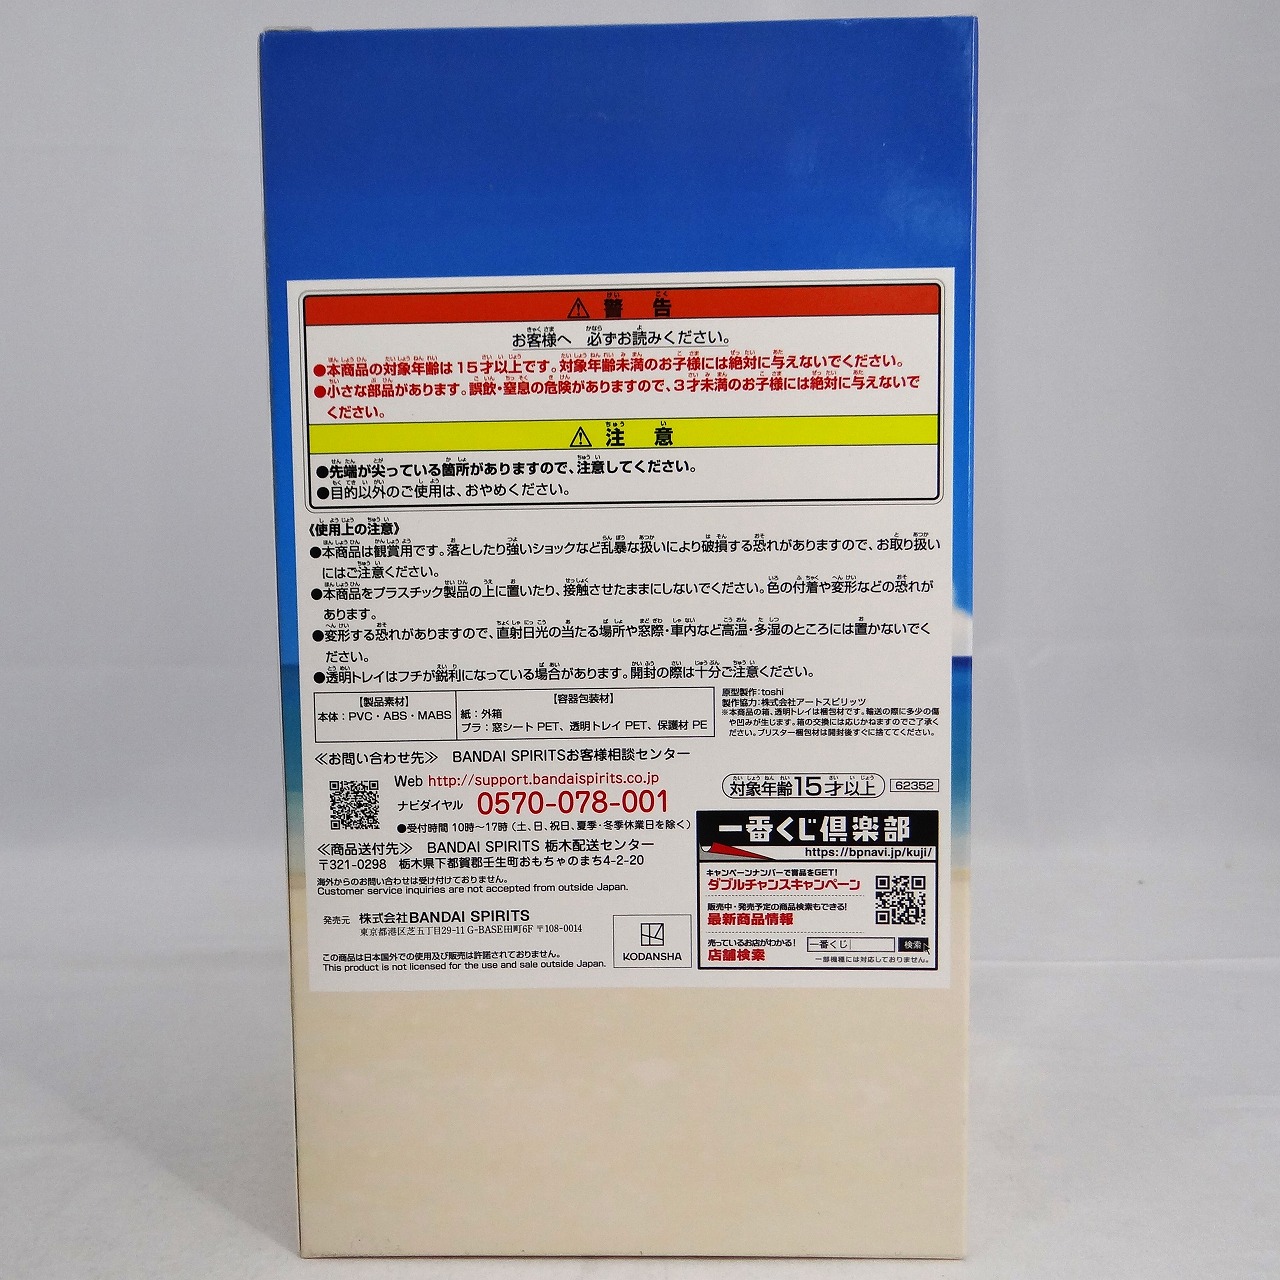 警告
お客様へ 必ずお読みください。
●本商品の対象年齢は15才以上です。対象年齢未満のお子様には絶対に与えないでください。
●小さな部品があります。誤飲・窒息の危険がありますので、3才未満のお子様には絶対に与えないで
ください。
注意
●先端が尖っている箇所がありますので、注意してください。
●目的以外のご使用は、おやめください。
《使用上の注意》
●本商品は観賞用です。落としたり強いショックなど乱暴な扱いにより破損する恐れがありますので、お取り扱い
にはご注意ください。
●本商品をプラスチック製品の上に置いたり、接触させたままにしないでください。色の付着や変形などの恐れが
あります。
●変形する恐れがありますので、直射日光の当たる場所や窓際・車内など高温・多湿のところには置かないでく
ださい。
●透明トレイはフチが鋭利になっている場合があります。開封の際は十分ご注意ください。
【製品素材】
本体:PVC・ABS・MABS
【容器包装材】
紙:外箱
プラ:窓シートPET、透明トレイPET、保護材PE
原型製作:toshi
製作協力:株式会社アートスピリッツ
※本商品の箱、透明トレイは梱包材です。輸送の際に多少の傷
や凹みが生じます。箱の交換には応じかねますのでご了承く
ださい。ブリスター梱包材は開封後すぐに捨ててください。
≪お問い合わせ先≫ BANDAI SPIRITSお客様相談センター
Web http://support.bandaispirits.co.jp
ナビダイヤル 0570-078-001
●受付時間 10時〜17時(土、日、祝日、夏季・冬季休業日を除く)
対象年齢15才以上
62352
≪商品送付先≫ BANDAI SPIRITS 栃木配送センター
〒321-0298 栃木県下都賀郡壬生町おもちゃのまち4-2-20
海外からのお問い合わせは受け付けておりません。
Customer service inquiries are not accepted from outside Japan.
発売元 株式会社BANDAI SPIRITS
東京都港区芝五丁目29-11 G-BASE田町6F 〒108-0014
この商品は日本国外での使用及び販売は許諾されておりません。
This product is not licensed for the use and sale outside Japan.
KODANSHA
一番くじ倶楽部
https://bpnavi.jp/kuji/
キャンペーンナンバーで賞品をGET!
ダブルチャンスキャンペーン
販売中・発売予定の商品検索もできる!
最新商品情報
売っているお店がわかる!
店舗検索
一番くじ 検索
一部機種には対応しておりません。